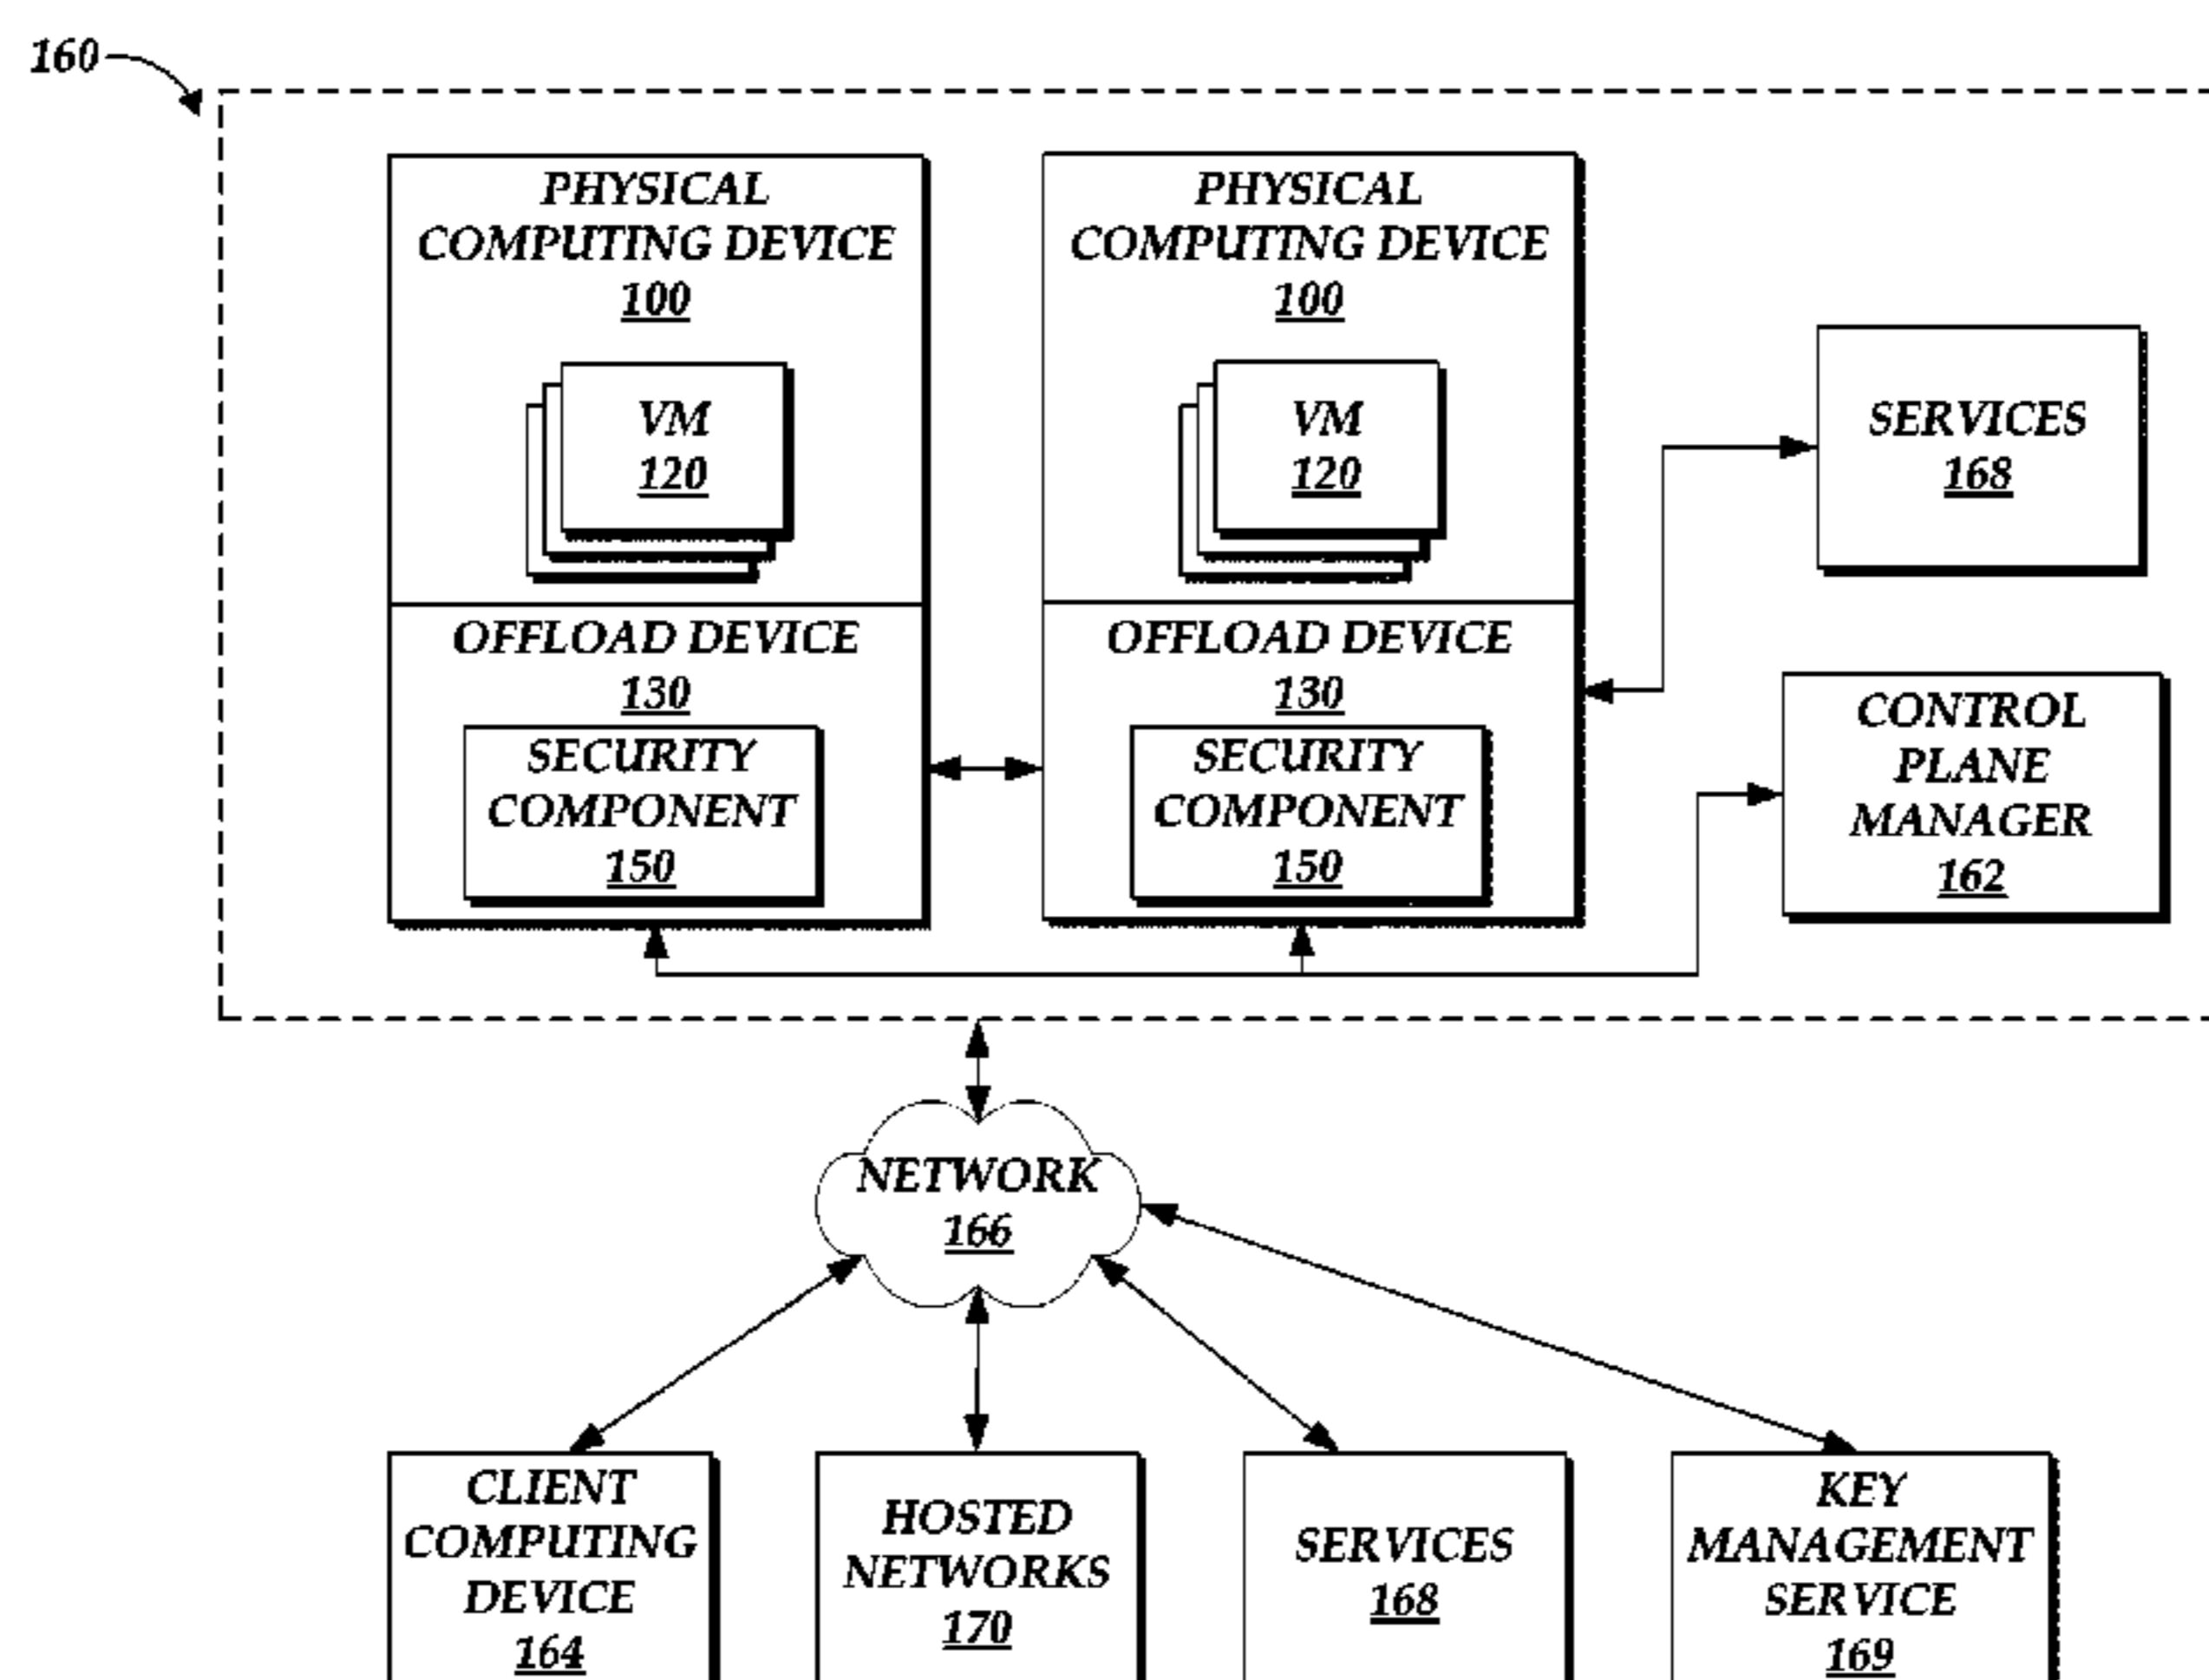 160
PHYSICAL
COMPUTING DEVICE
100
VM
120
OFFLOAD DEVICE
130
SECURITY
COMPONENT
150
PHYSICAL
COMPUTING DEVICE
100
VM
120
OFFLOAD DEVICE
130
SECURITY
COMPONENT
150
SERVICES
168
CONTROL
PLANE
MANAGER
162
NETWORK
166
CLIENT
COMPUTING
DEVICE
164
HOSTED
NETWORKS
170
SERVICES
168
KEY
MANAGEMENT
SERVICE
169